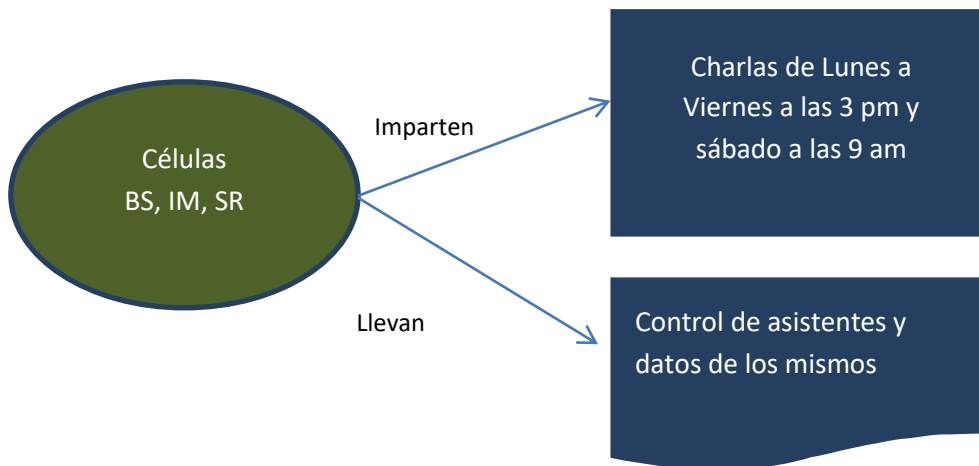 Células
BS, IM, SR
Imparten
Charlas de Lunes a
Viernes a las 3 pm y
sábado a las 9 am
Llevan
Control de asistentes y
datos de los mismos